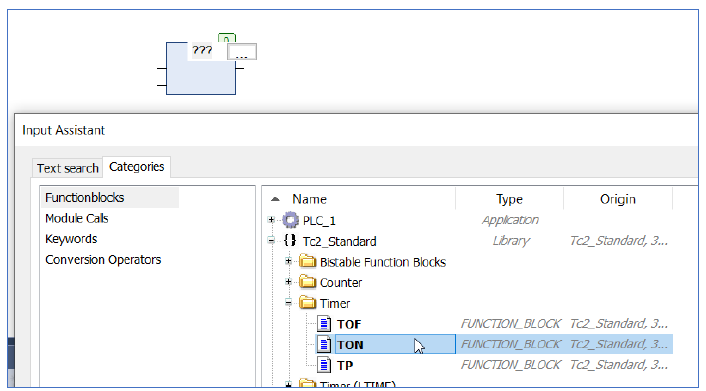 0
???
...
Input Assistant
Text search Categories
Functionblocks
Module Calls
Keywords
Conversion Operators
Name Type Origin
PLC_1 Application
{} Tc2_Standard Library Tc2_Standard, 3...
Bistable Function Blocks
Counter
Timer
TOF FUNCTION_BLOCK Tc2_Standard, 3...
TON FUNCTION_BLOCK Tc2_Standard, 3...
TP FUNCTION_BLOCK Tc2_Standard, 3...
Timer (LTIME)